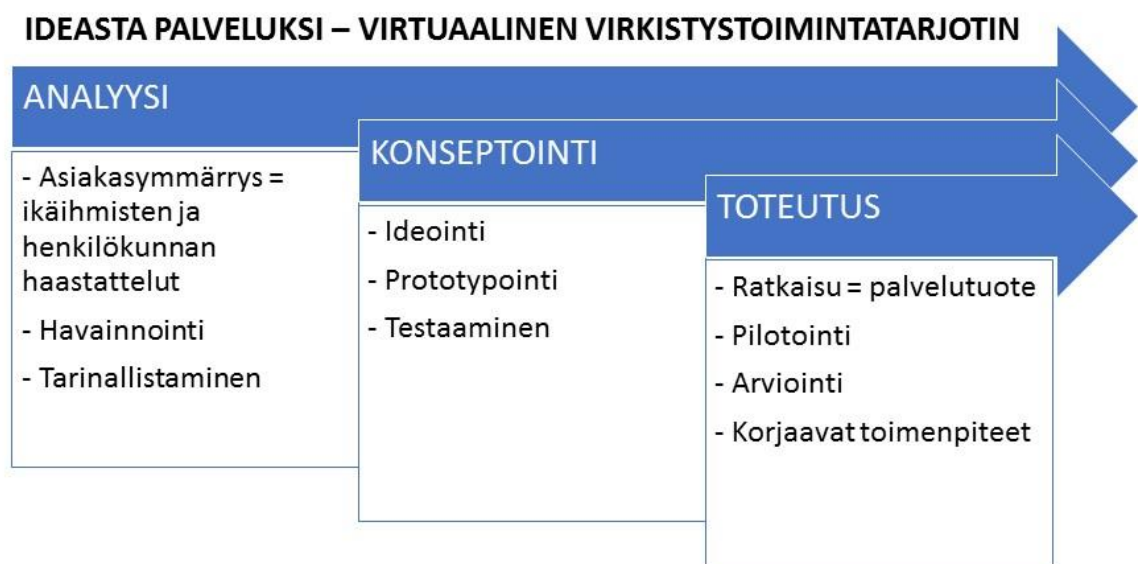 IDEASTA PALVELUKSI – VIRTUAALINEN VIRKISTYSTOIMINTATARJOTIN
ANALYYSI
- Asiakasymmärrys =
ikäihmisten ja
henkilökunnan
haastattelut
- Havainnointi
- Tarinallistaminen
KONSEPTOINTI
- Ideointi
- Prototypointi
- Testaaminen
TOTEUTUS
- Ratkaisu = palvelutuote
- Pilotointi
- Arviointi
- Korjaavat toimenpiteet